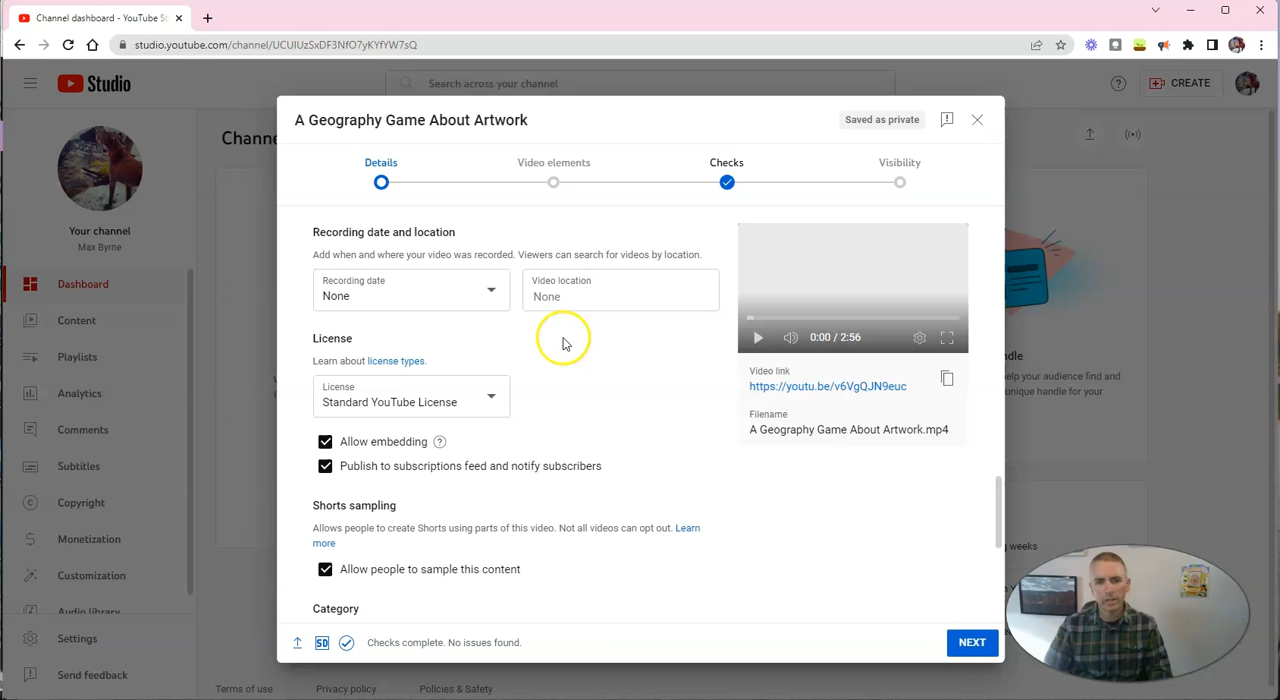 Channel dashboard - YouTube St
studio.youtube.com/channel/UCUIUzSxDF3NfO7yKYfYW7sQ
Studio
Search across your channel
CREATE
Your channel
Max Byrne
Dashboard
Content
Playlists
Analytics
Comments
Subtitles
Copyright
Monetization
Customization
Audio library
Settings
Send feedback
Chann
A Geography Game About Artwork
Saved as private
Details
Video elements
Checks
Visibility
Recording date and location
Add when and where your video was recorded. Viewers can search for videos by location.
Recording date
None
Video location
None
License
Learn about license types.
License
Standard YouTube License
Allow embedding
Publish to subscriptions feed and notify subscribers
Shorts sampling
Allows people to create Shorts using parts of this video. Not all videos can opt out. Learn
more
Allow people to sample this content
Category
0:00 / 2:56
Video link
https://youtu.be/v6VgQJN9euc
Filename
A Geography Game About Artwork.mp4
SD
Checks complete. No issues found.
NEXT
ndle
help your audience find and
nique handle for
ng weeks
Terms of use
Privacy policy
Policies & Safety